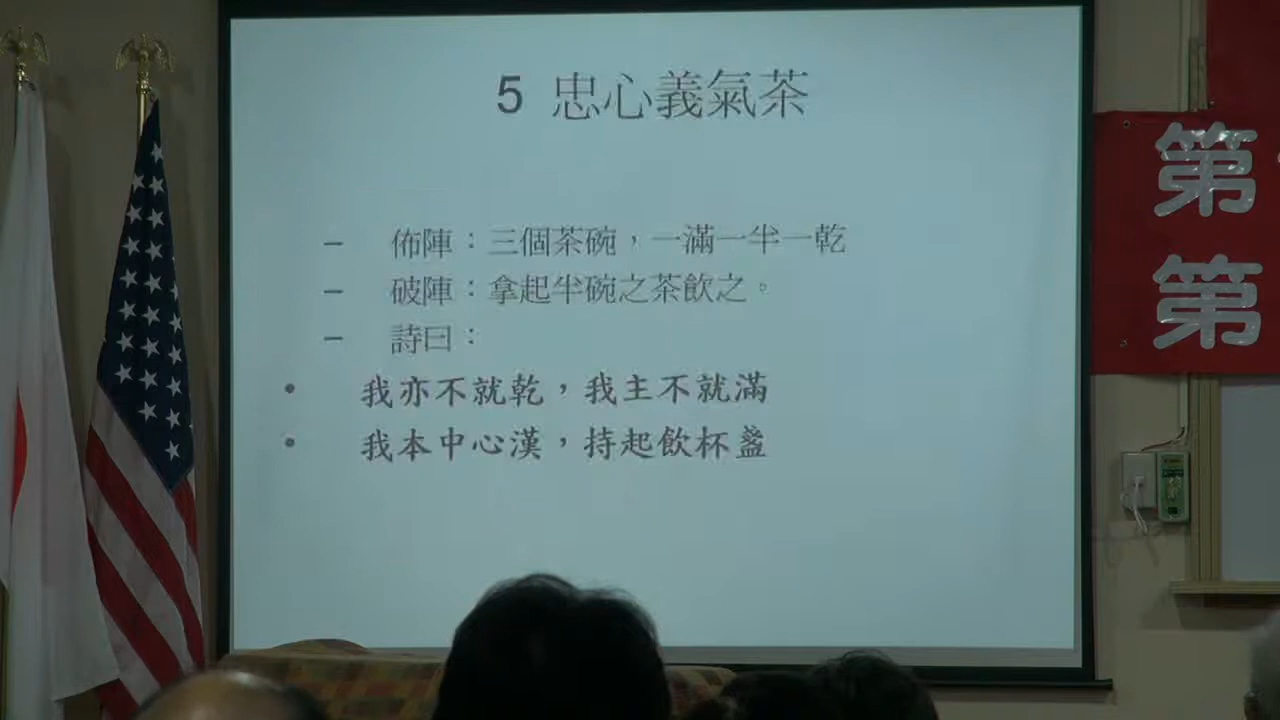 5 忠心義氣茶
– 佈陣：三個茶碗，一滿一半一乾
– 破陣：拿起半碗之茶飲之。
– 詩曰：
• 我亦不就乾，我主不就滿
• 我本中心漢，持起飲杯盞
第
第